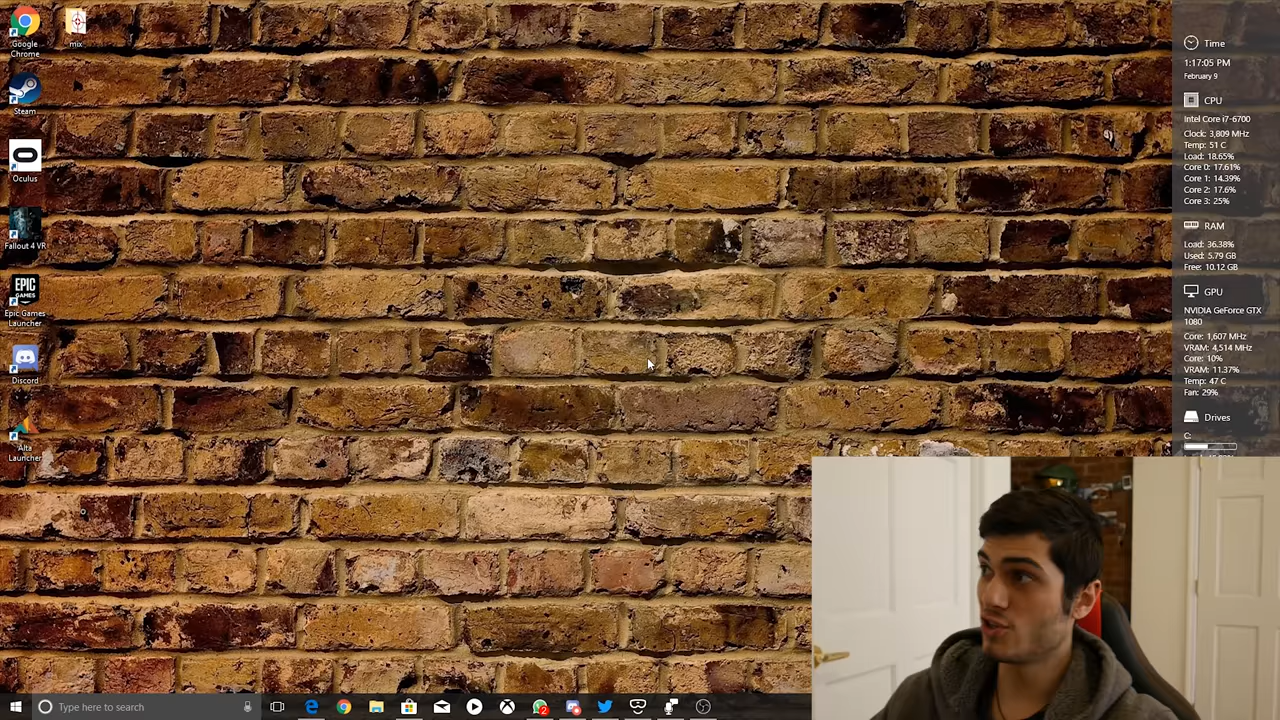 Google
Chrome
mix
Steam
Oculus
Fallout 4 VR
EPIC
GAMES
Epic Games
Launcher
Discord
Alta
Launcher
Time
1:17:05 PM
February 9
CPU
Intel Core i7-6700
Clock: 3,809 MHz
Temp: 51 C
Load: 18.65%
Core 0: 17.61%
Core 1: 14.39%
Core 2: 17.6%
Core 3: 25%
RAM
Load: 36.38%
Used: 5.79 GB
Free: 10.12 GB
GPU
NVIDIA GeForce GTX
1080
Core: 1,607 MHz
VRAM: 4,514 MHz
Core: 10%
VRAM: 11.37%
Temp: 47 C
Fan: 29%
Drives
C:
Type here to search
2